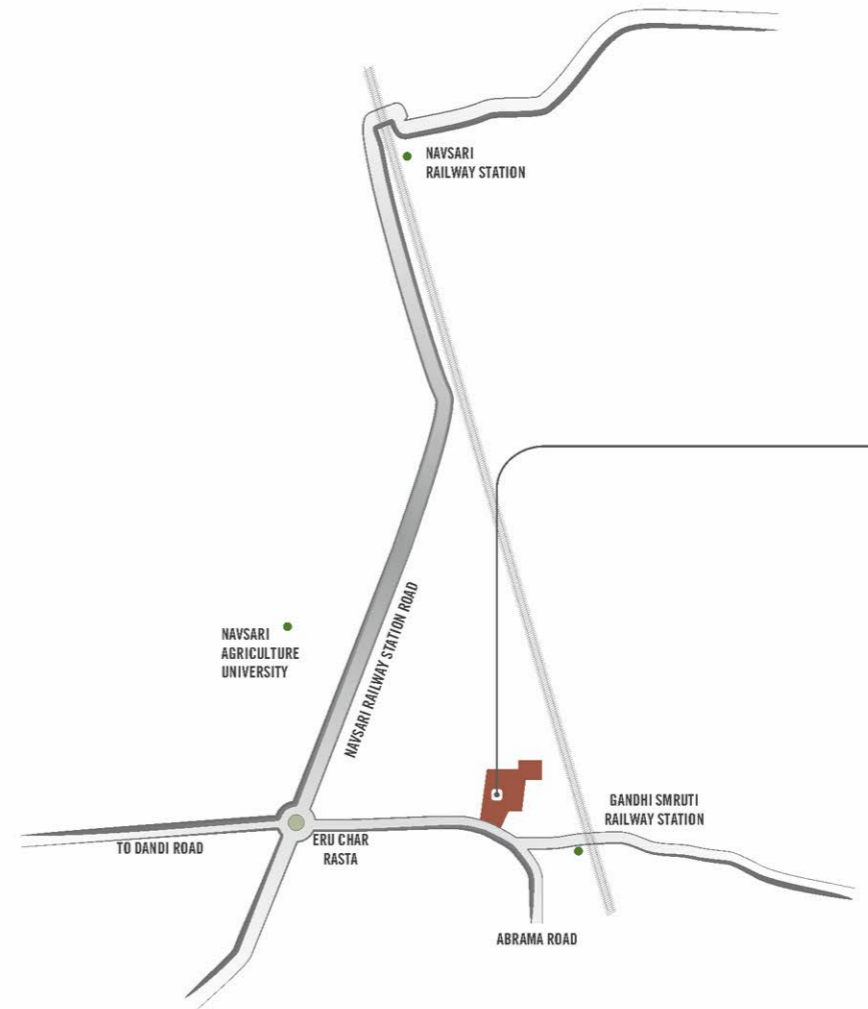 NAVSARI
RAILWAY STATION
NAVSARI RAILWAY STATION ROAD
NAVSARI
AGRICULTURE
UNIVERSITY
GANDHI SMRUTI
RAILWAY STATION
TO DANDI ROAD
ERU CHAR
RASTA
ABRAMA ROAD